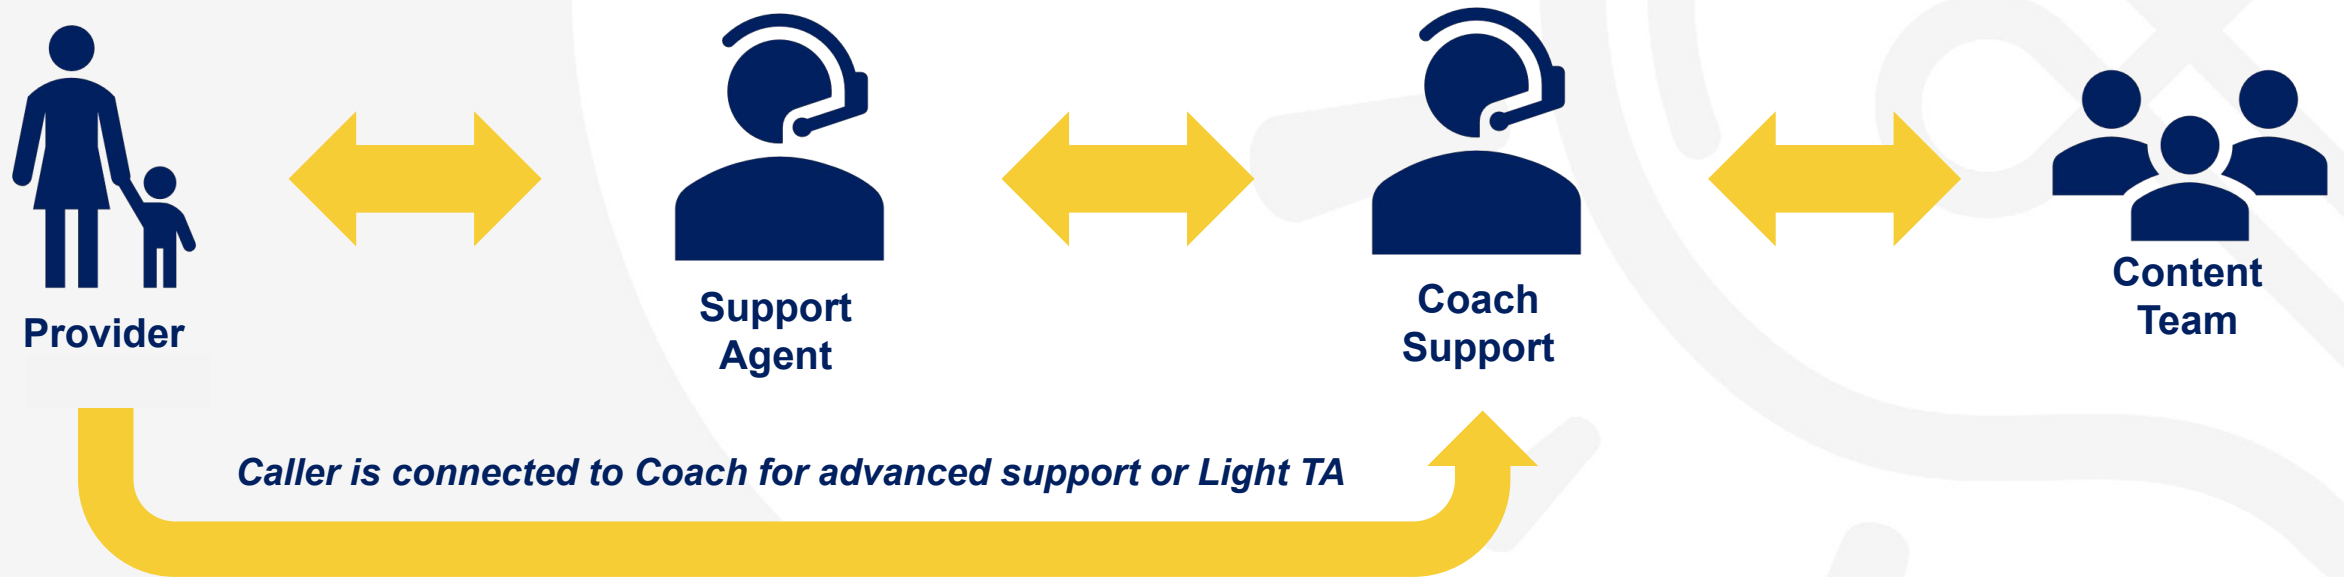 Provider
Support
Agent
Coach
Support
Content
Team
Caller is connected to Coach for advanced support or Light TA